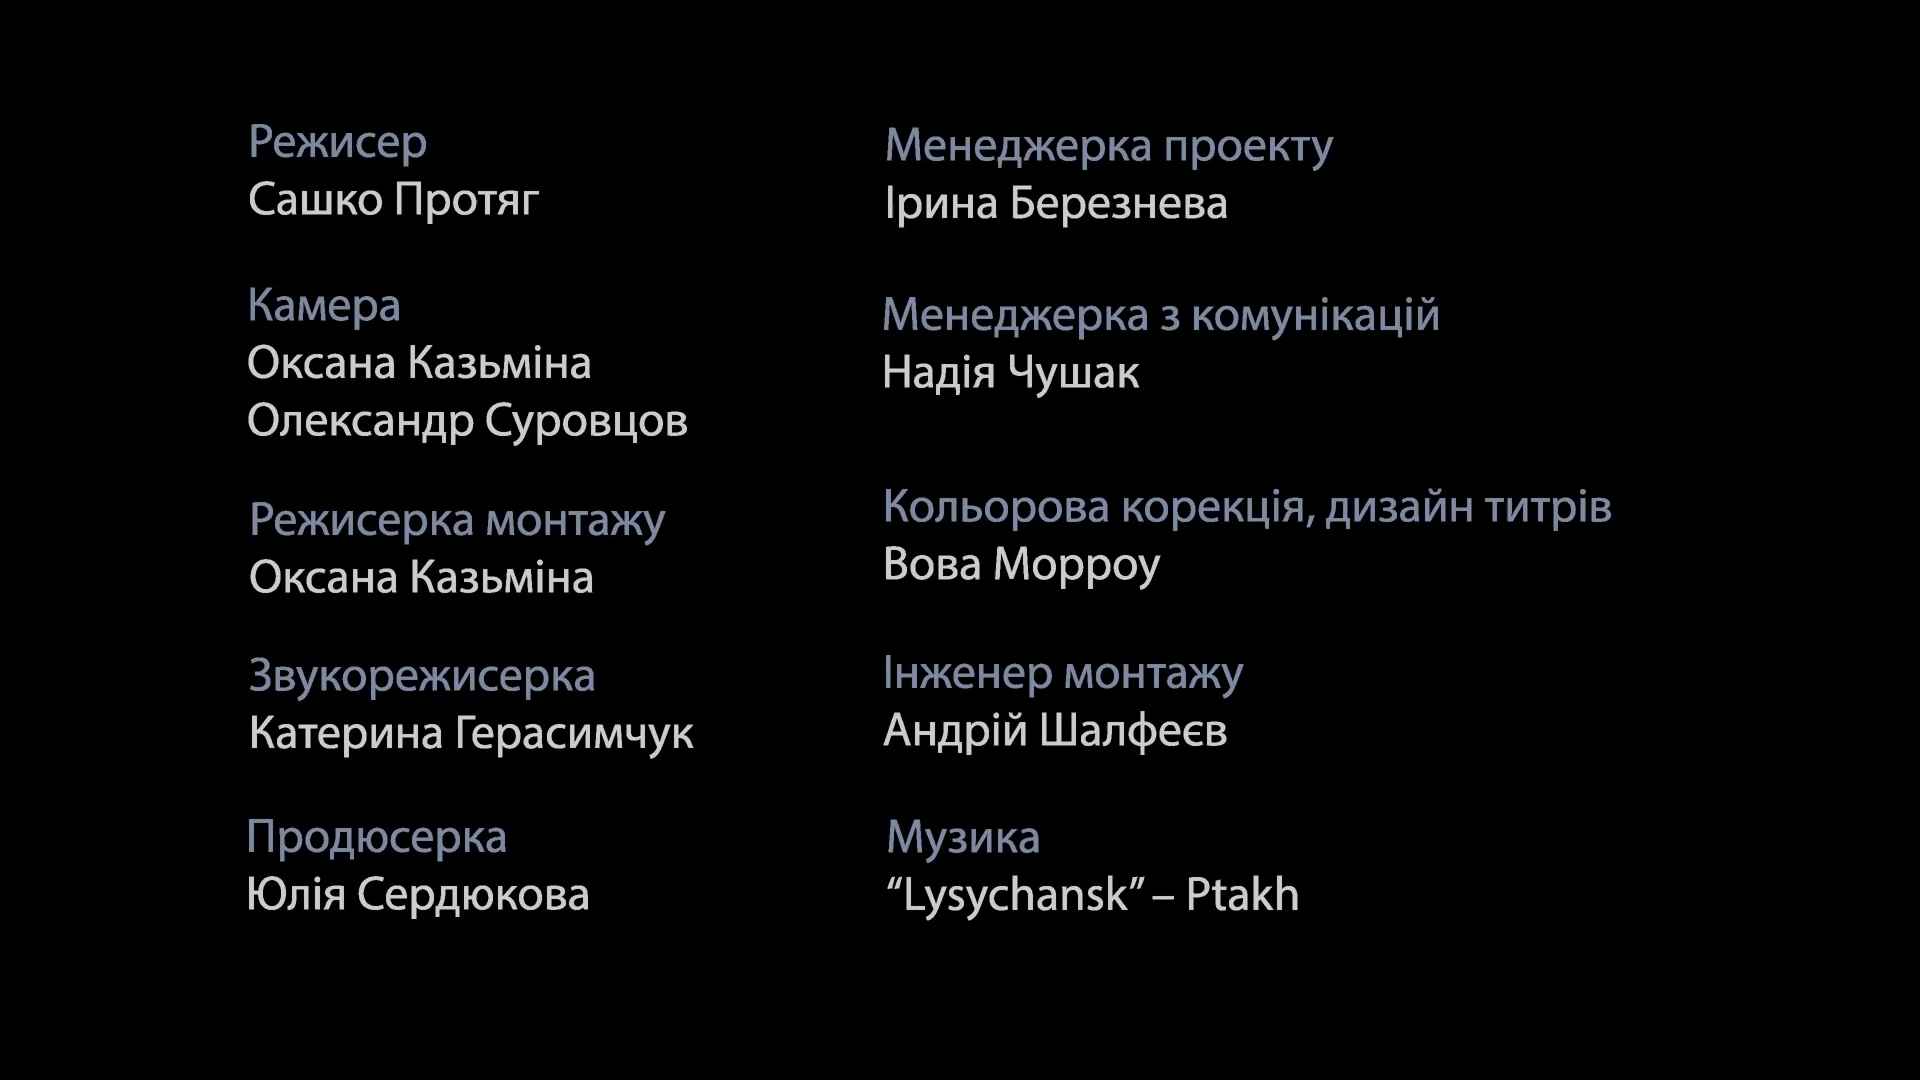 Режисер
Сашко Протяг
Камера
Оксана Казьміна
Олександр Суровцов
Режисерка монтажу
Оксана Казьміна
Звукорежисерка
Катерина Герасимчук
Продюсерка
Юлія Сердюкова
Менеджерка проекту
Ірина Березнева
Менеджерка з комунікацій
Надія Чушак
Кольорова корекція, дизайн титрів
Вова Морроу
Інженер монтажу
Андрій Шалфеєв
Музика
“Lysychansk” – Ptakh